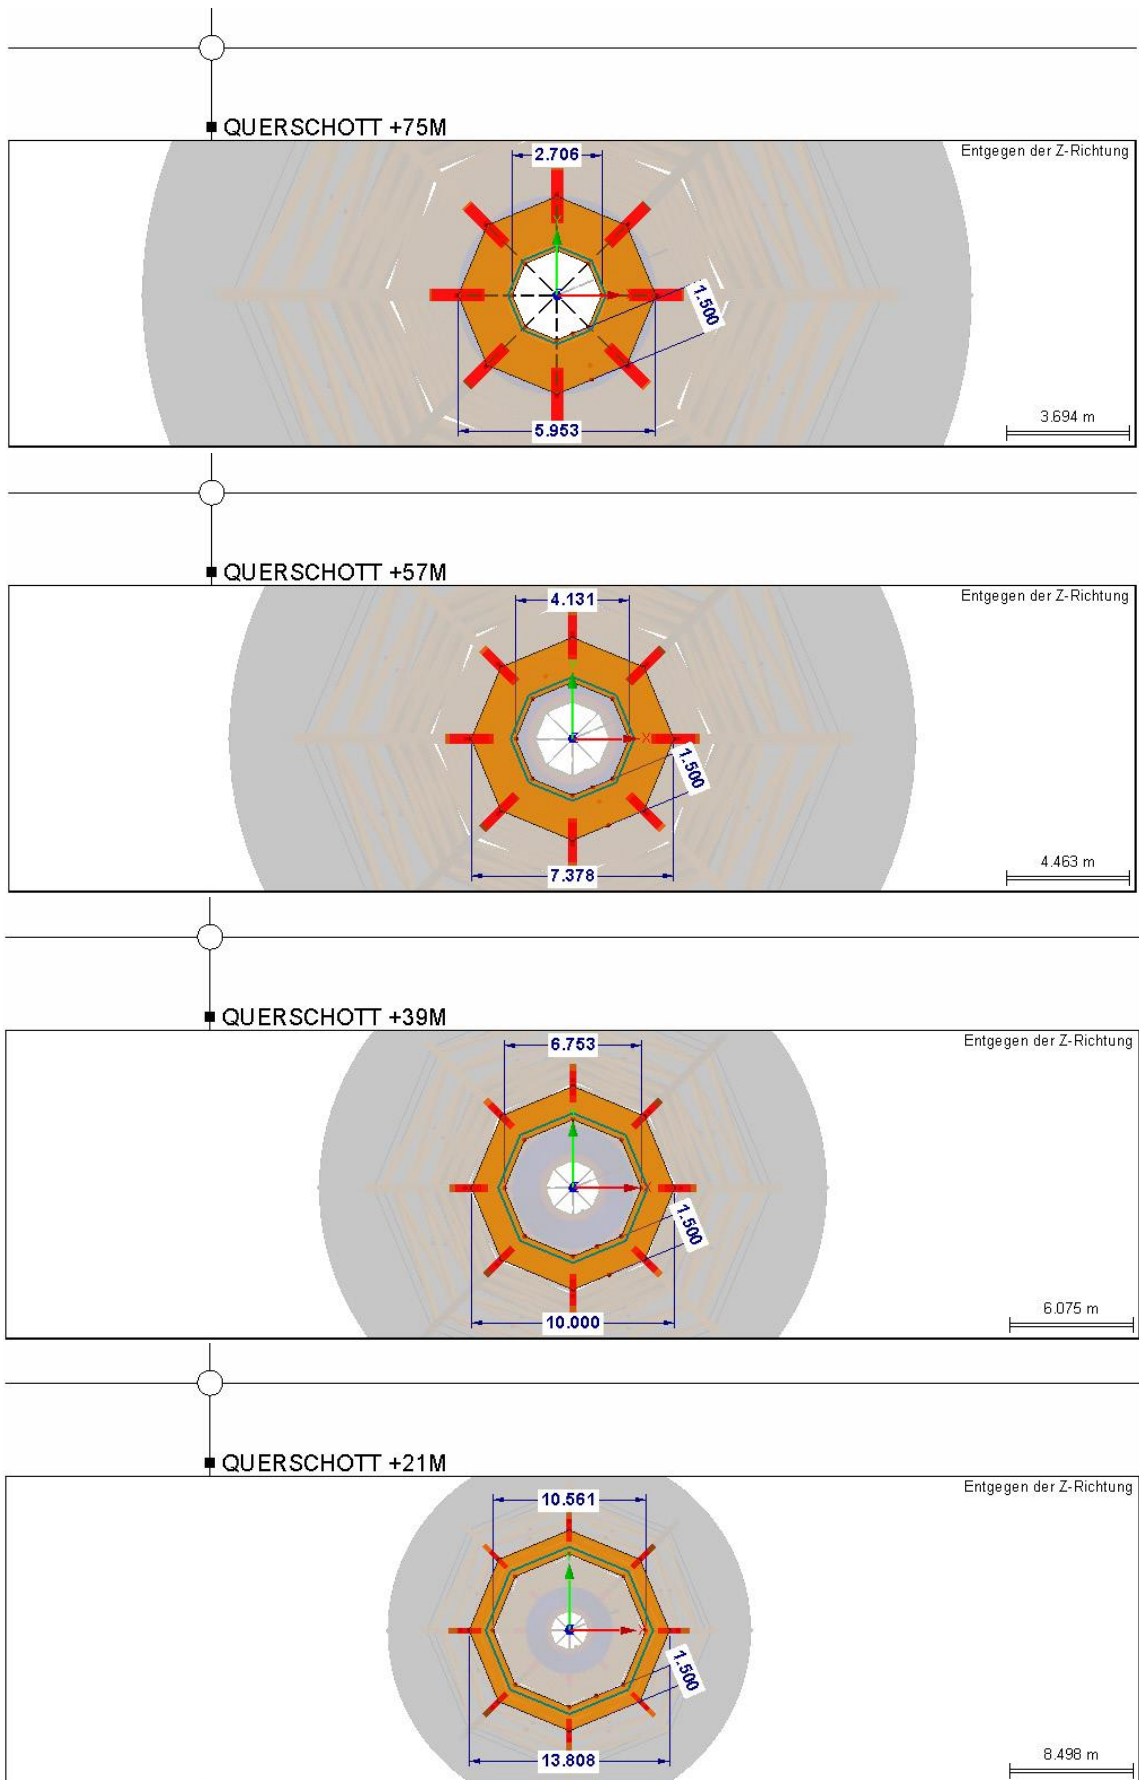 QUERSCHOTT +75M
Entgegen der Z-Richtung
2.706
1.500
3.694 m
5.953
QUERSCHOTT +57M
Entgegen der Z-Richtung
4.131
X
1.500
4.463 m
7.378
QUERSCHOTT +39M
Entgegen der Z-Richtung
6.753
X
1.500
6.075 m
10.000
QUERSCHOTT +21M
Entgegen der Z-Richtung
10.561
X
1.500
8.498 m
13.808